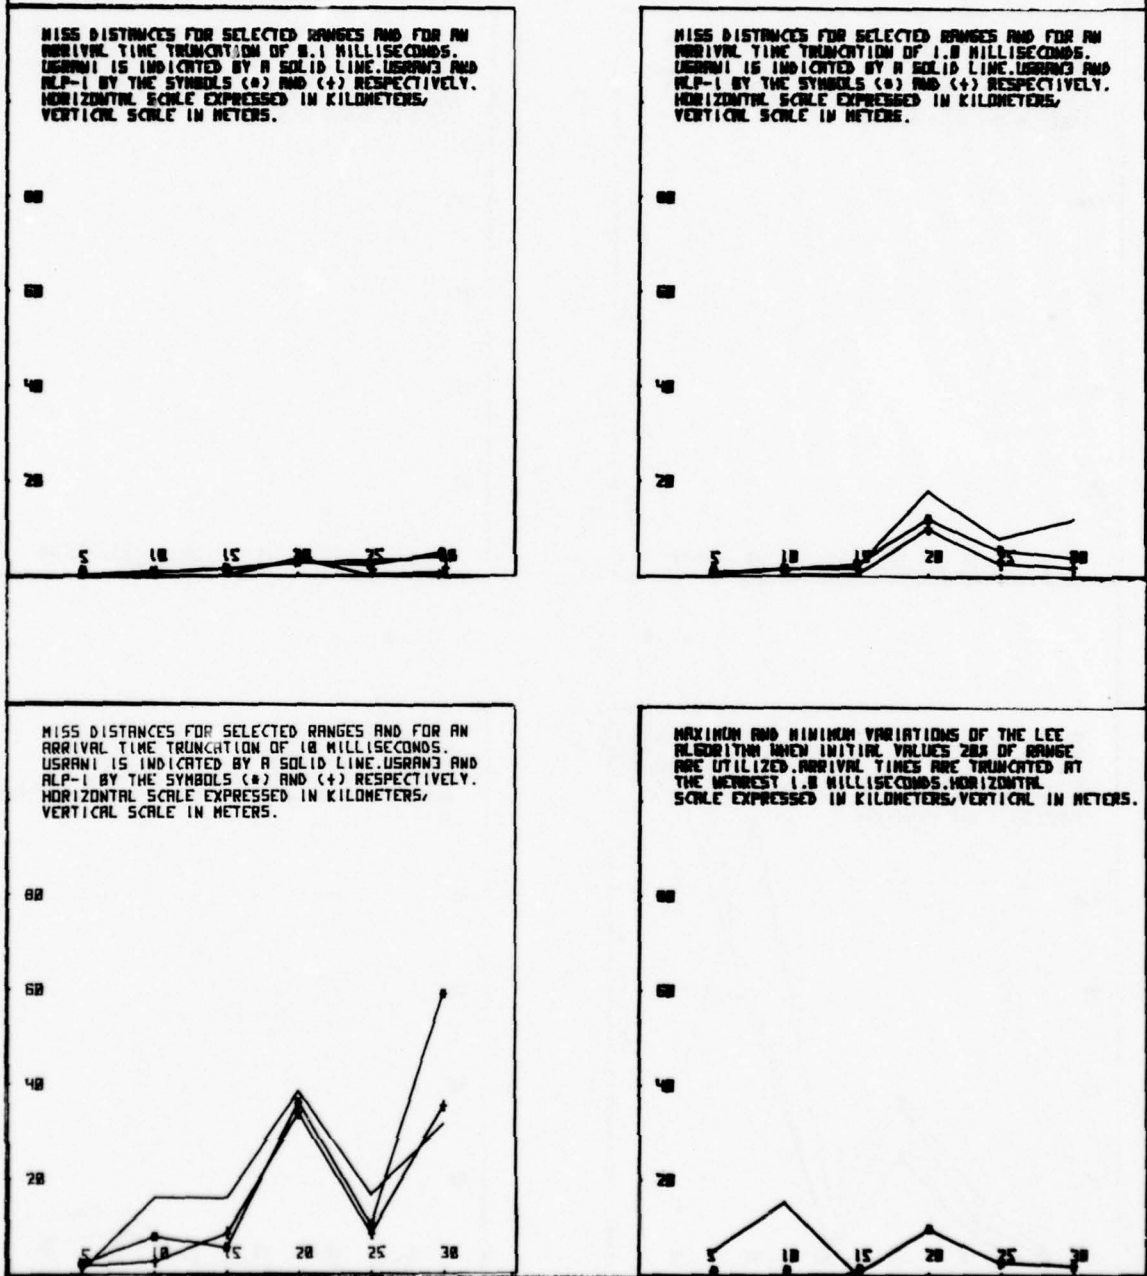 MISS DISTANCES FOR SELECTED RANGES AND FOR AN
ARRIVAL TIME TRUNCATION OF 0.1 MILLISECONDS.
USRAN1 IS INDICATED BY A SOLID LINE.USRAN3 AND
ALP-1 BY THE SYMBOLS (*) AND (+) RESPECTIVELY.
HORIZONTAL SCALE EXPRESSED IN KILOMETERS,
VERTICAL SCALE IN METERS.
80
60
40
20
5 10 15 20 25 30
MISS DISTANCES FOR SELECTED RANGES AND FOR AN
ARRIVAL TIME TRUNCATION OF 1.0 MILLISECONDS.
USRAN1 IS INDICATED BY A SOLID LINE.USRAN3 AND
ALP-1 BY THE SYMBOLS (*) AND (+) RESPECTIVELY.
HORIZONTAL SCALE EXPRESSED IN KILOMETERS,
VERTICAL SCALE IN METERS.
80
60
40
20
5 10 15 20 25 30
MISS DISTANCES FOR SELECTED RANGES AND FOR AN
ARRIVAL TIME TRUNCATION OF 10 MILLISECONDS.
USRAN1 IS INDICATED BY A SOLID LINE.USRAN3 AND
ALP-1 BY THE SYMBOLS (*) AND (+) RESPECTIVELY.
HORIZONTAL SCALE EXPRESSED IN KILOMETERS,
VERTICAL SCALE IN METERS.
80
60
40
20
5 10 15 20 25 30
MAXIMUM AND MINIMUM VARIATIONS OF THE LEE
ALGORITHM WHEN INITIAL VALUES 20% OF RANGE
ARE UTILIZED.ARRIVAL TIMES ARE TRUNCATED AT
THE NEAREST 1.0 MILLISECONDS.HORIZONTAL
SCALE EXPRESSED IN KILOMETERS,VERTICAL IN METERS.
80
60
40
20
5 10 15 20 25 30